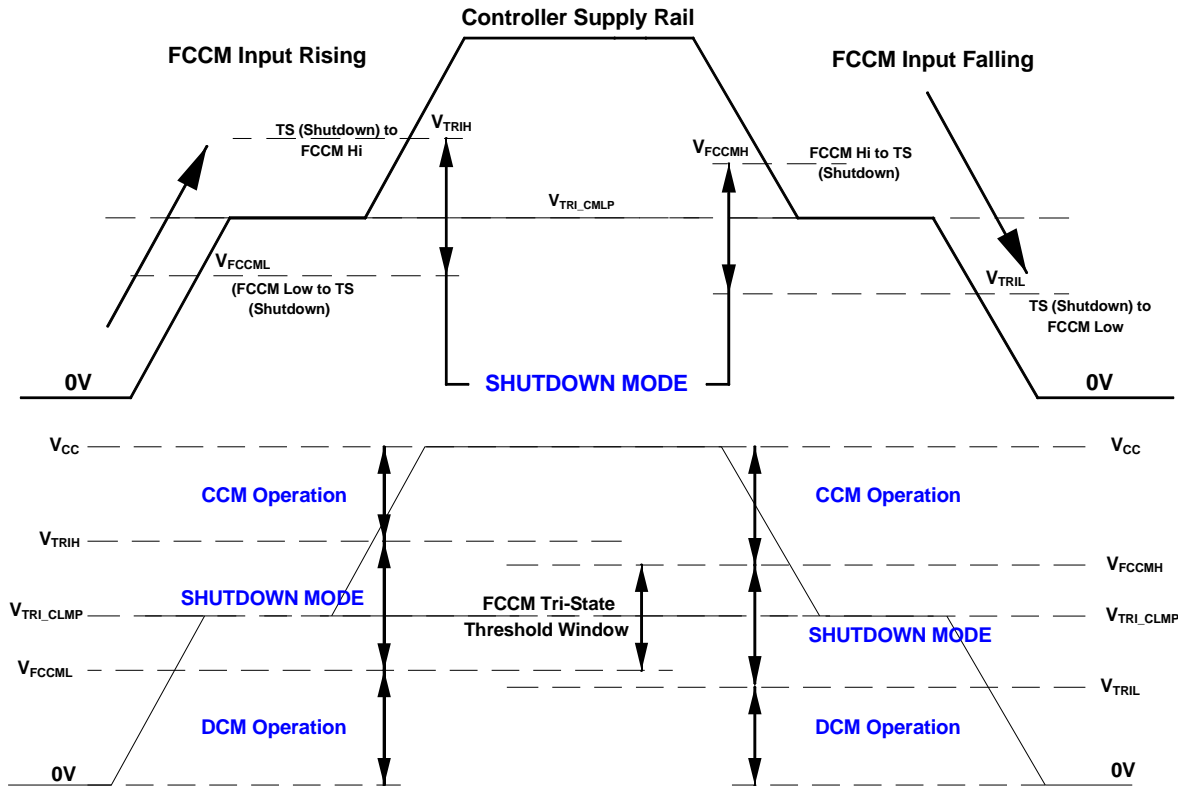 Controller Supply Rail
FCCM Input Rising
FCCM Input Falling
TS (Shutdown) to
FCCM Hi
VTRIH
VFCCMH
FCCM Hi to TS
(Shutdown)
VTRI_CMLP
VFCCML
(FCCM Low to TS
(Shutdown)
VTRIL
TS (Shutdown) to
FCCM Low
0V
SHUTDOWN MODE
0V
VCC
VCC
CCM Operation
CCM Operation
VTRIH
VFCCMH
SHUTDOWN MODE
FCCM Tri-State
Threshold Window
VTRI_CLMP
VTRI_CLMP
SHUTDOWN MODE
VFCCML
VTRIL
DCM Operation
DCM Operation
0V
0V